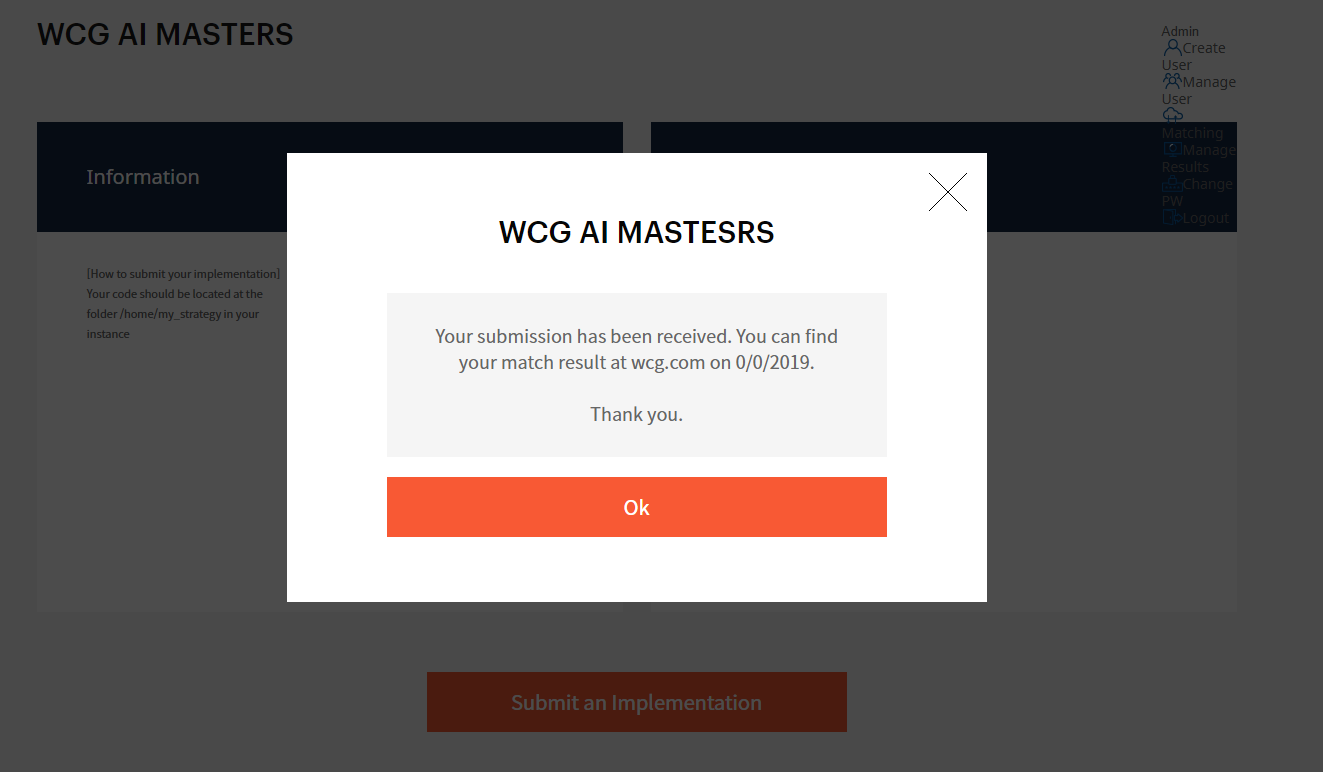 WCG AI MASTERS
Admin
Create
User
Manage
User
Matching
Manage
Results
Change
PW
Logout
Information
[How to submit your implementation]
Your code should be located at the
folder /home/my_strategy in your
instance
WCG AI MASTESRS
Your submission has been received. You can find
your match result at wcg.com on 0/0/2019.
Thank you.
Ok
Submit an Implementation